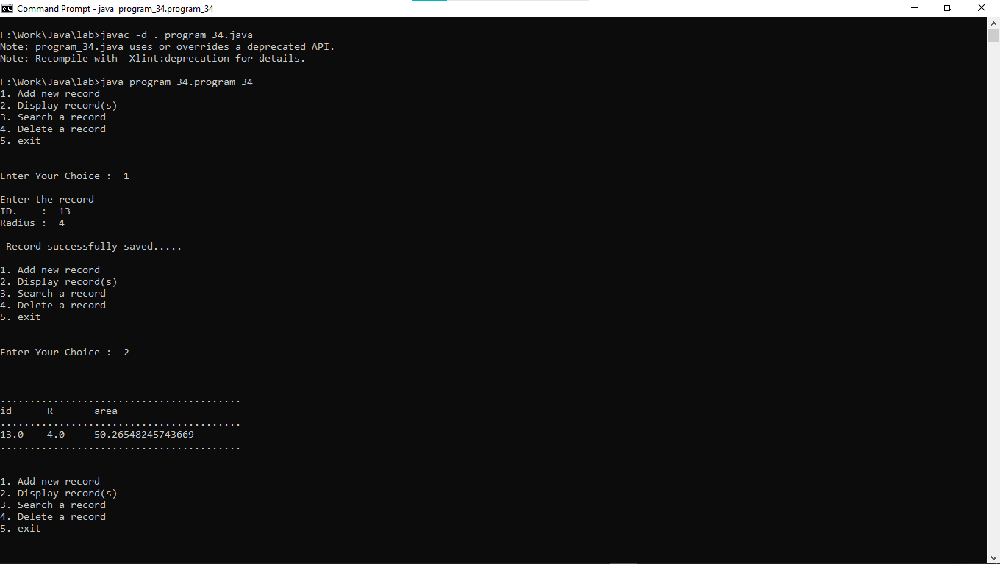 Command Prompt - java  program_34.program_34
F:\Work\Java\lab>javac -d . program_34.java
Note: program_34.java uses or overrides a deprecated API.
Note: Recompile with -Xlint:deprecation for details.
F:\Work\Java\lab>java program_34.program_34
1. Add new record
2. Display record(s)
3. Search a record
4. Delete a record
5. exit
Enter Your Choice :  1
Enter the record
ID.    :  13
Radius :  4
 Record successfully saved.....
1. Add new record
2. Display record(s)
3. Search a record
4. Delete a record
5. exit
Enter Your Choice :  2
.........................................
id      R       area
.........................................
13.0    4.0     50.26548245743669
.........................................
1. Add new record
2. Display record(s)
3. Search a record
4. Delete a record
5. exit